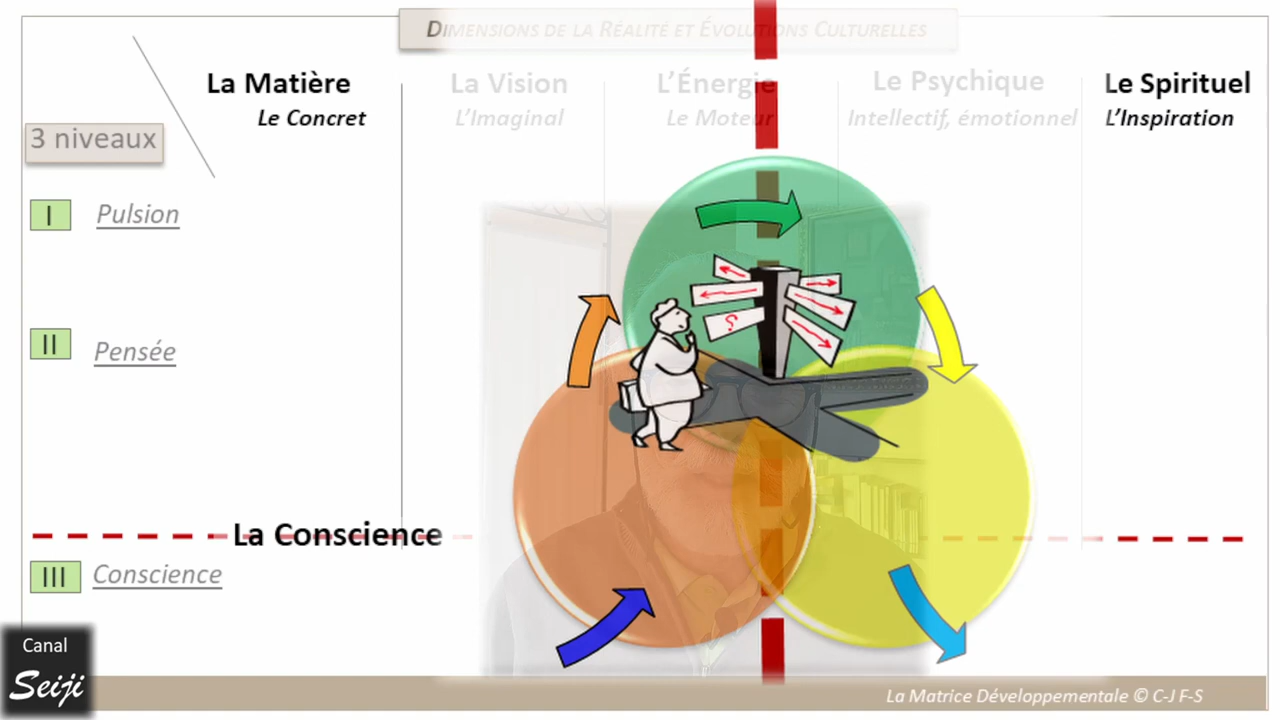 Dimensions de la Réalité et Évolutions Culturelles
La Matière
Le Concret
La Vision
L'Imaginal
L'Énergie
Le Moteur
Le Psychique
Intellectif, émotionnel
Le Spirituel
L'Inspiration
3 niveaux
I Pulsion
?
II Pensée
La Conscience
III Conscience
Canal
Seiji
La Matrice Développementale © C-J F-S